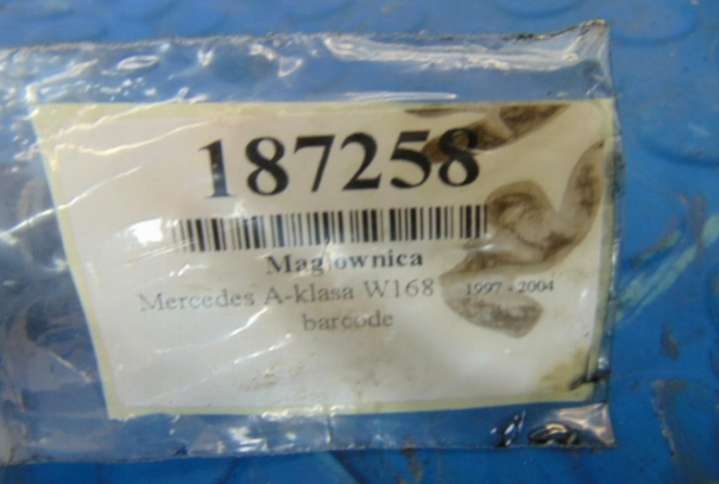 187258
Maglownica
Mercedes A-klasa W168 1997 - 2004
barcode